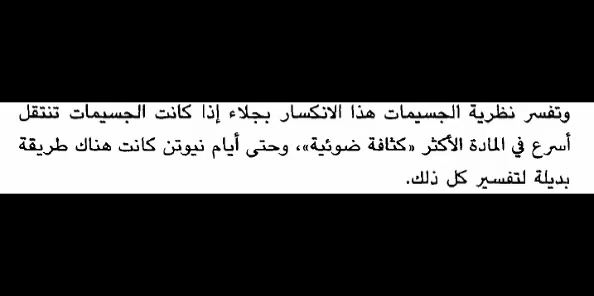 وتفسر نظرية الجسيمات هذا الانكسار بجلاء إذا كانت الجسيمات تنتقل
أسرع في المادة الأكثر «كثافة ضوئية»، وحتى أيام نيوتن كانت هناك طريقة
بديلة لتفسير كل ذلك.